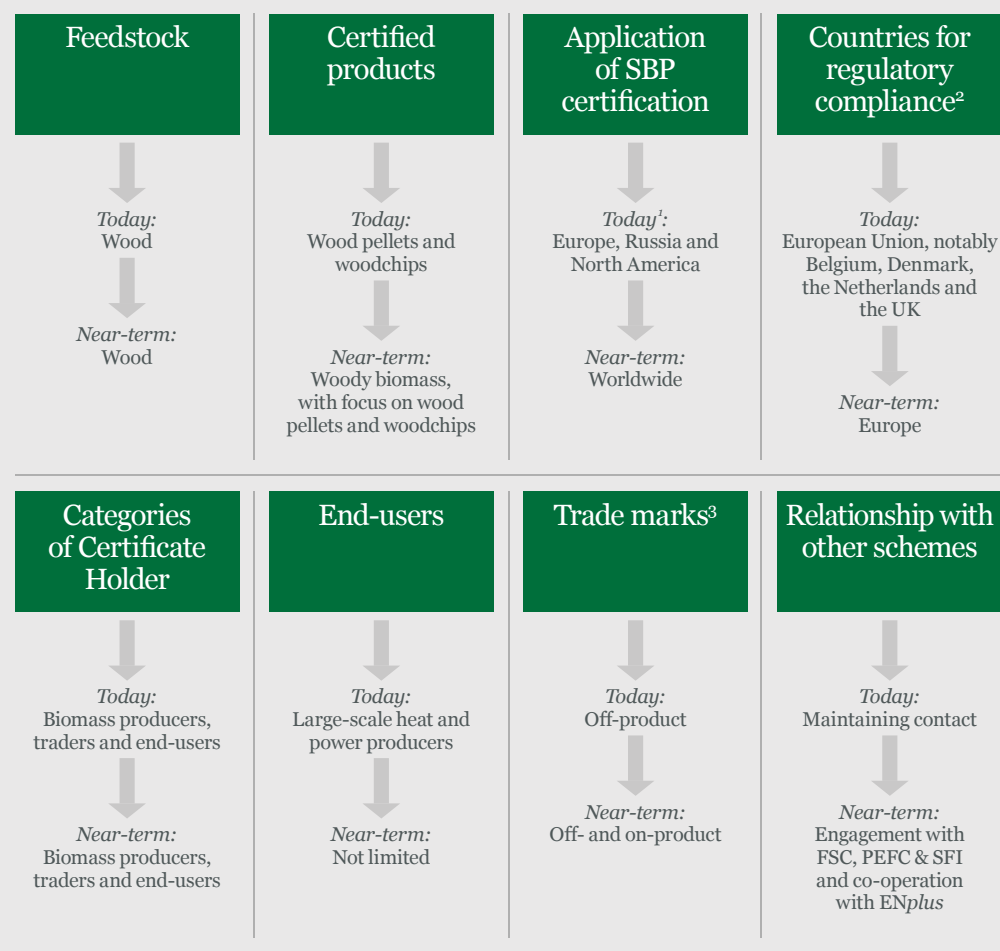 Feedstock
Today:
Wood
Near-term:
Wood
Certified
products
Today:
Wood pellets and
woodchips
Near-term:
Woody biomass,
with focus on wood
pellets and woodchips
Application
of SBP
certification
Today¹:
Europe, Russia and
North America
Near-term:
Worldwide
Countries for
regulatory
compliance²
Today:
European Union, notably
Belgium, Denmark,
the Netherlands and
the UK
Near-term:
Europe
Categories
of Certificate
Holder
Today:
Biomass producers,
traders and end-users
Near-term:
Biomass producers,
traders and end-users
End-users
Today:
Large-scale heat and
power producers
Near-term:
Not limited
Trade marks³
Today:
Off-product
Near-term:
Off- and on-product
Relationship with
other schemes
Today:
Maintaining contact
Near-term:
Engagement with
FSC, PEFC & SFI
and co-operation
with ENplus